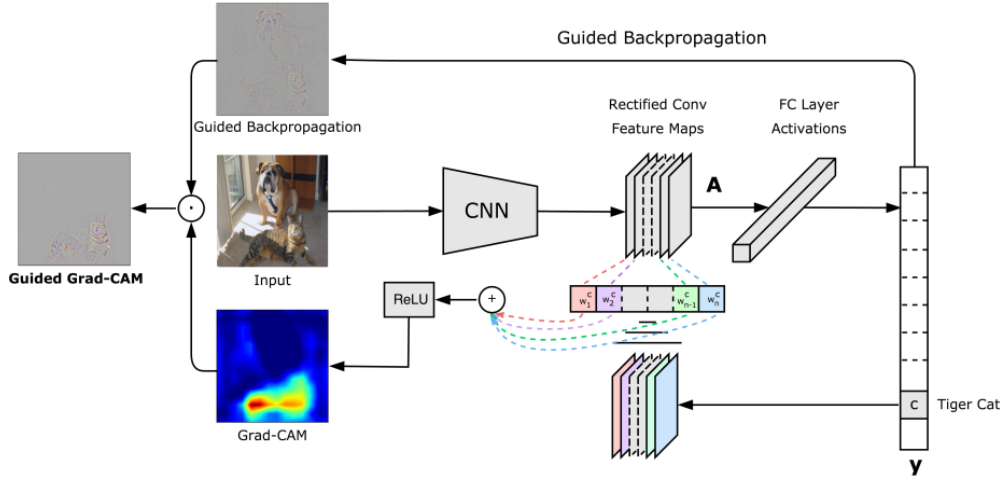 Guided Backpropagation
Guided Backpropagation
Rectified Conv
Feature Maps
FC Layer
Activations
A
CNN
Input
Guided Grad-CAM
ReLU
+
w₁ᶜ
w₂ᶜ
wₙ₋₁ᶜ
wₙᶜ
Grad-CAM
c
Tiger Cat
y